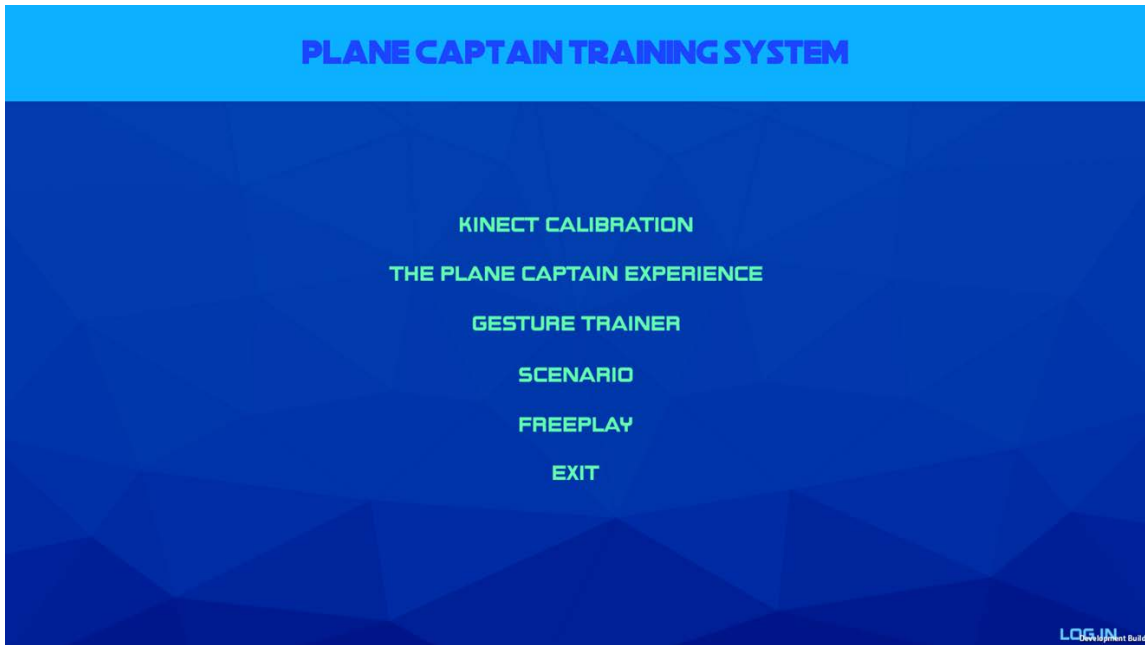 PLANE CAPTAIN TRAINING SYSTEM
KINECT CALIBRATION
THE PLANE CAPTAIN EXPERIENCE
GESTURE TRAINER
SCENARIO
FREEPLAY
EXIT
LOG IN
Development Build